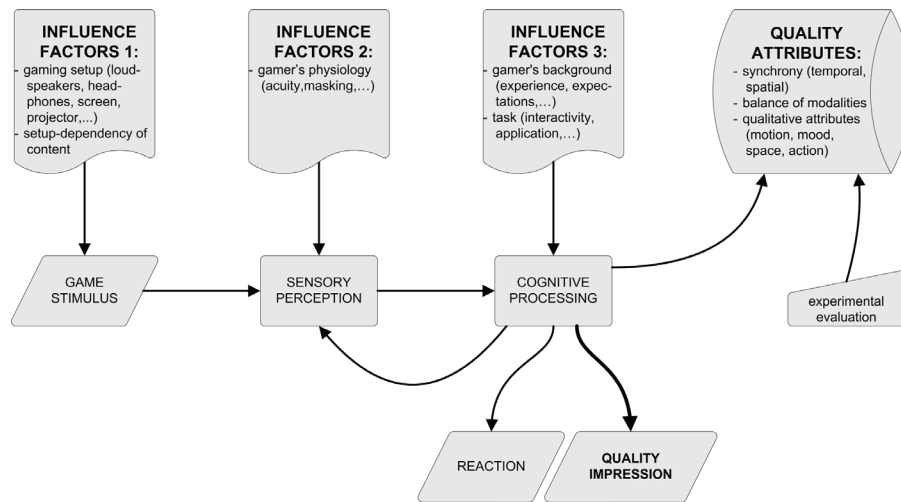 INFLUENCE
FACTORS 1:
- gaming setup (loud-
speakers, head-
phones, screen,
projector,...)
- setup-dependency of
content
INFLUENCE
FACTORS 2:
- gamer's physiology
(acuity,masking,...)
INFLUENCE
FACTORS 3:
- gamer's background
(experience, expec-
tations,...)
- task (interactivity,
application,...)
QUALITY
ATTRIBUTES:
- synchrony (temporal,
spatial)
- balance of modalities
- qualitative attributes
(motion, mood,
space, action)
GAME
STIMULUS
SENSORY
PERCEPTION
COGNITIVE
PROCESSING
experimental
evaluation
REACTION
QUALITY
IMPRESSION